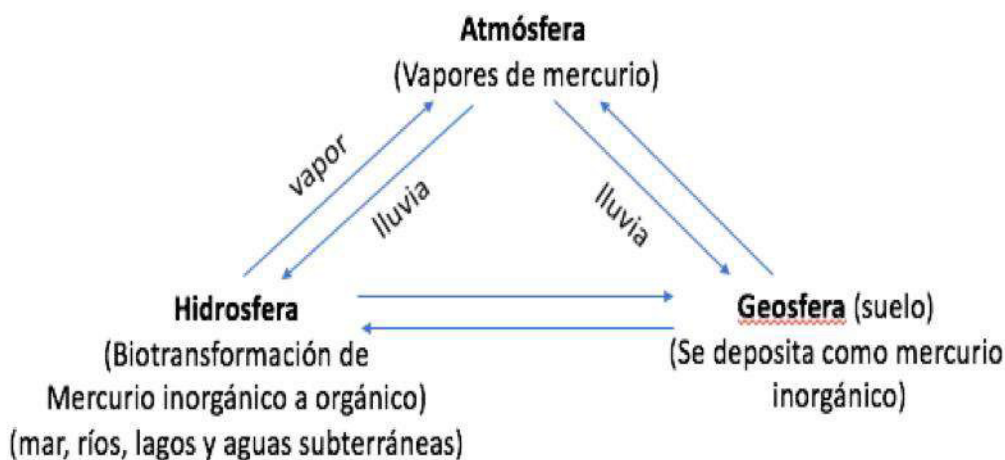 Atmósfera
(Vapores de mercurio)
vapor
lluvia
lluvia
Hidrosfera
(Biotransformación de
Mercurio inorgánico a orgánico)
(mar, ríos, lagos y aguas subterráneas)
Geosfera (suelo)
(Se deposita como mercurio
inorgánico)